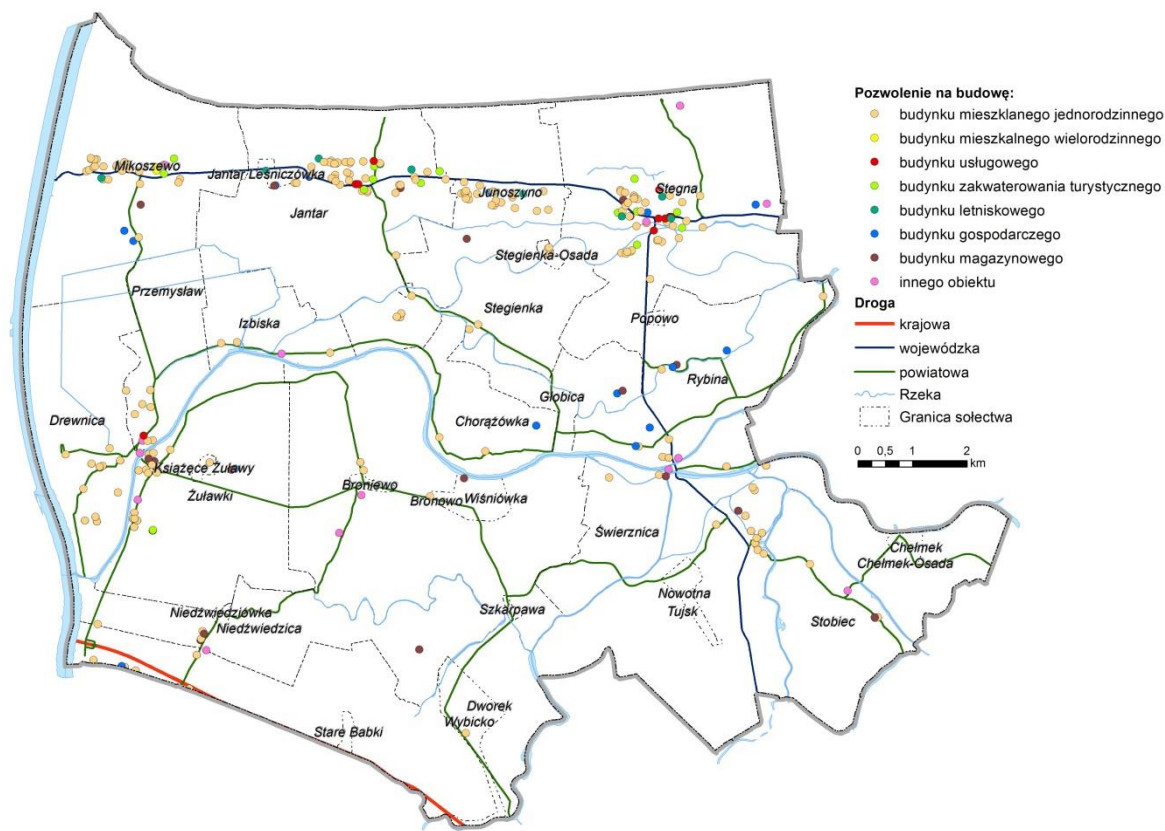 Pozwolenie na budowę:
budynku mieszklanego jednorodzinnego
budynku mieszkalnego wielorodzinnego
budynku usługowego
budynku zakwaterowania turystycznego
budynku letniskowego
budynku gospodarczego
budynku magazynowego
innego obiektu
Droga
krajowa
wojewódzka
powiatowa
Rzeka
Granica sołectwa
0 0,5 1 2
km
Mikoszewo
Jantar Leśniczówka
Jantar
Junoszyno
Stegna
Stegienka-Osada
Przemysław
Izbiska
Stegienka
Popowo
Rybina
Głobica
Drewnica
Chorążówka
Książęce Żuławy
Żuławki
Broniewo
Bronowo
Wiśniówka
Świerznica
Chełmek
Chełmek-Osada
Niedźwiedziówka
Niedźwiedzica
Szkarpawa
Nowotna
Tujsk
Stobiec
Dworek
Wybicko
Stare Babki